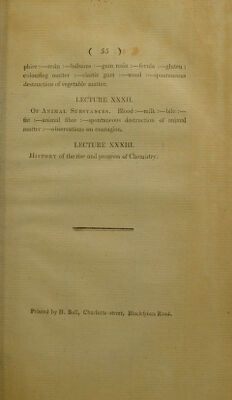 ( 55 )
phire :—resin :—balsams :—gum resin :—fecula :—gluten :
colouring matter :—elastic gum :—wood :—spontaneous
destruction of vegetable matter.
LECTURE XXXII.
OF ANIMAL SUBSTANCES. Blood :—milk :—bile :—
fat :—animal fibre :—spontaneous destruction of animal
matter :—observations on contagion.
LECTURE XXXIII.
HISTORY of the rise and progress of Chemistry.
Printed by H. Bell, Charlotte-street, Blackfriars Road.